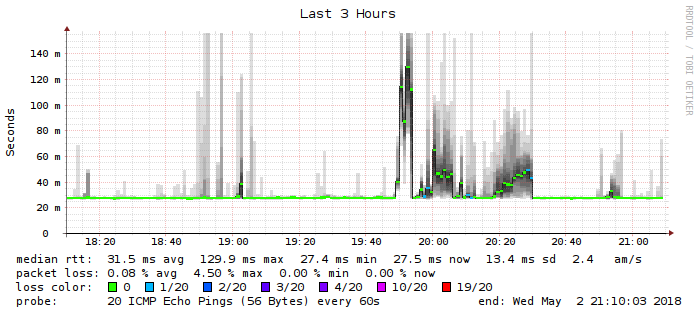 Last 3 Hours
RRDTOOL / TOBI OETIKER
Seconds
140 m
120 m
100 m
80 m
60 m
40 m
20 m
0
18:20 18:40 19:00 19:20 19:40 20:00 20:20 20:40 21:00
median rtt: 31.5 ms avg 129.9 ms max 27.4 ms min 27.5 ms now 13.4 ms sd 2.4 am/s
packet loss: 0.08 % avg 4.50 % max 0.00 % min 0.00 % now
loss color: 0 1/20 2/20 3/20 4/20 10/20 19/20
probe: 20 ICMP Echo Pings (56 Bytes) every 60s end: Wed May 2 21:10:03 2018